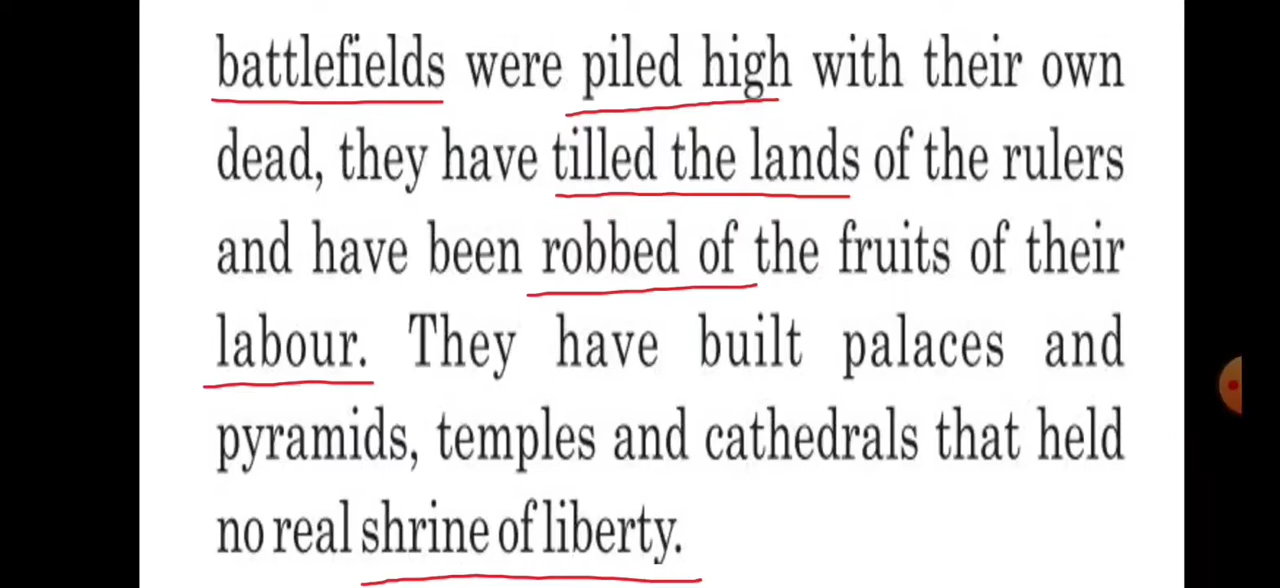 battlefields were piled high with their own
dead, they have tilled the lands of the rulers
and have been robbed of the fruits of their
labour. They have built palaces and
pyramids, temples and cathedrals that held
no real shrine of liberty.